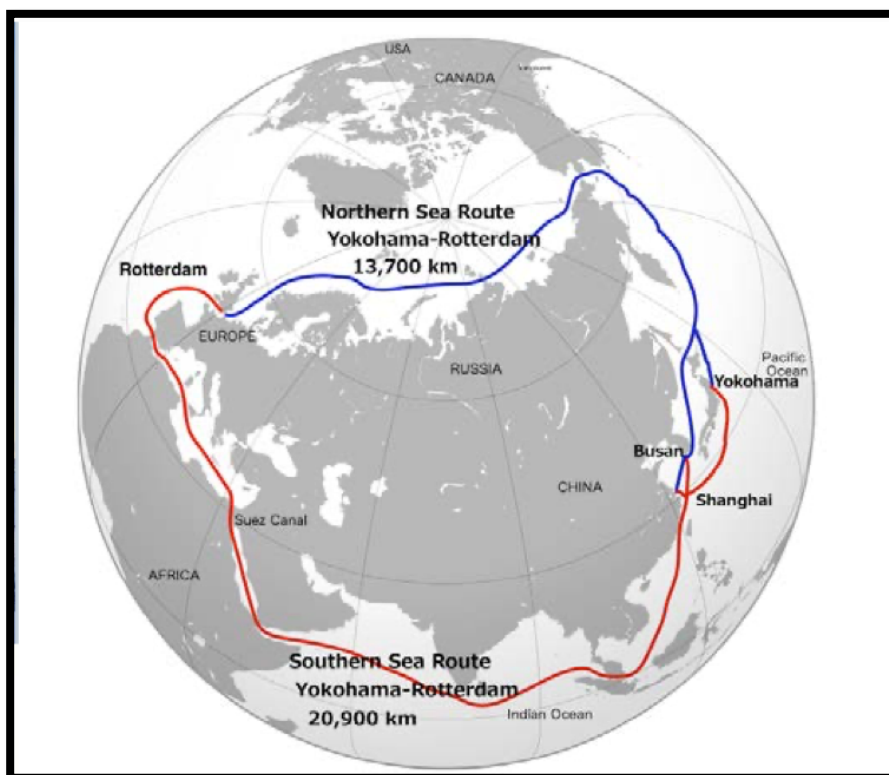 USA
Vancouver
CANADA
Northern Sea Route
Yokohama-Rotterdam
13,700 km
Rotterdam
EUROPE
RUSSIA
Pacific
Ocean
Yokohama
Busan
CHINA
Shanghai
Suez Canal
AFRICA
Southern Sea Route
Yokohama-Rotterdam
20,900 km
Indian Ocean